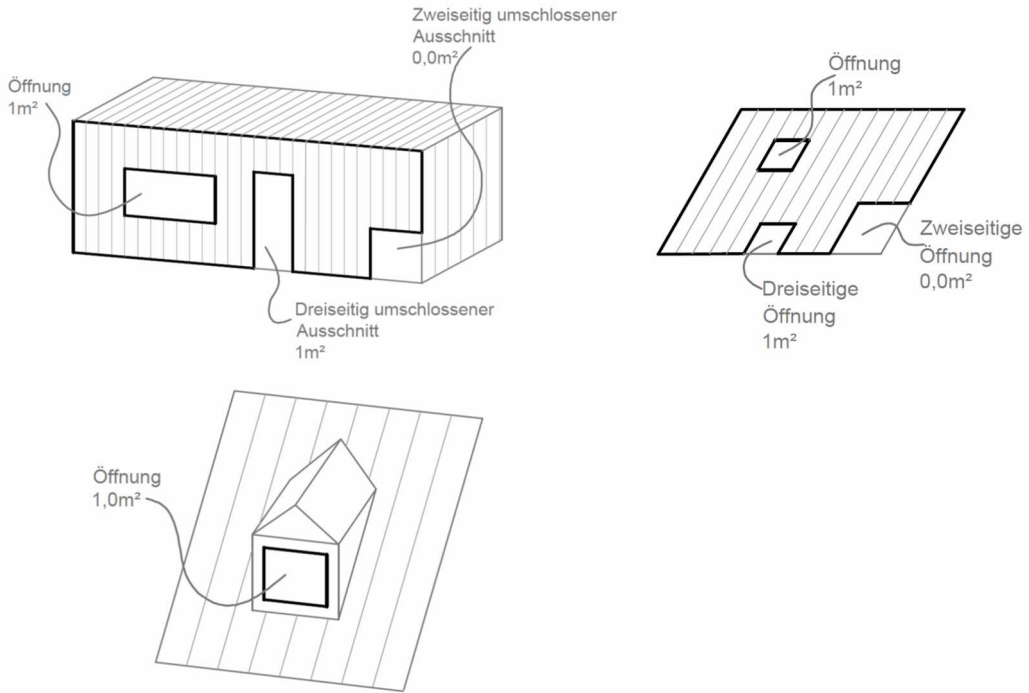 Zweiseitig umschlossener
Ausschnitt
0,0m²
Öffnung
1m²
Dreiseitig umschlossener
Ausschnitt
1m²
Öffnung
1m²
Zweiseitige
Öffnung
0,0m²
Dreiseitige
Öffnung
1m²
Öffnung
1,0m²